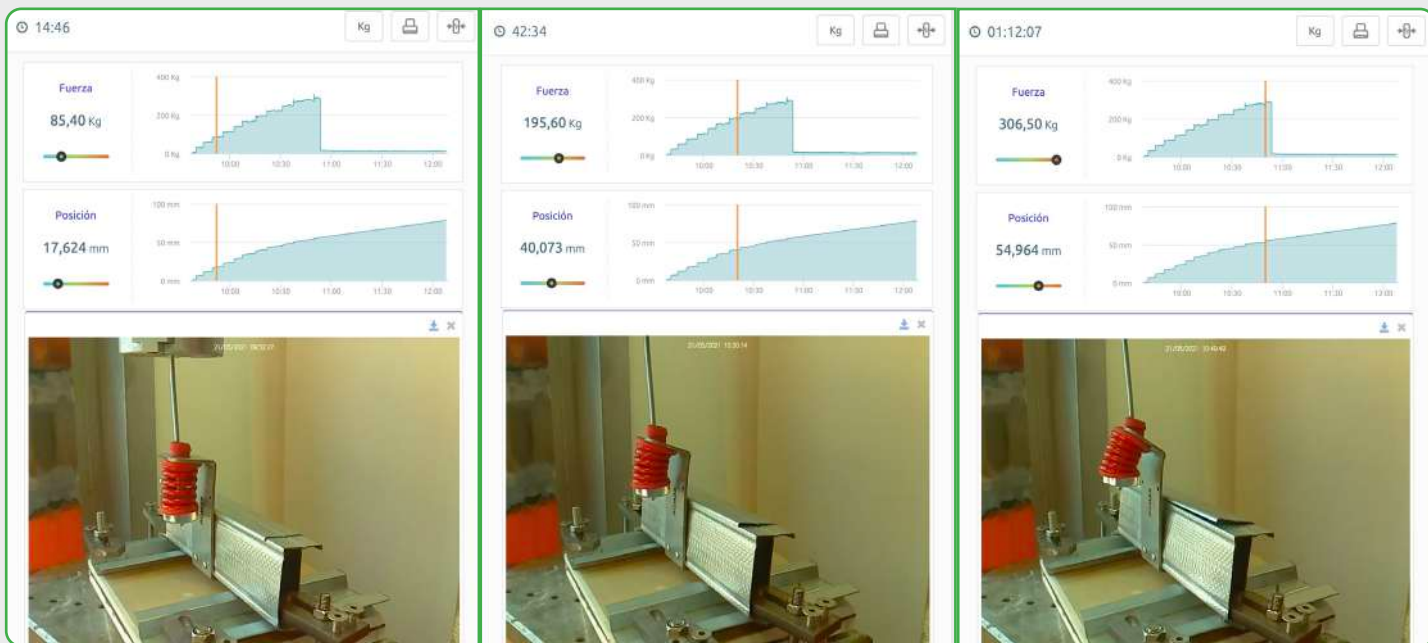 14:46
Kg
Fuerza
85,40 Kg
400 Kg
200 Kg
0 Kg
10:00 10:30 11:00 11:30 12:00
Posición
17,624 mm
100 mm
50 mm
0 mm
10:00 10:30 11:00 11:30 12:00
42:34
Kg
Fuerza
195,60 Kg
400 Kg
200 Kg
0 Kg
10:00 10:30 11:00 11:30 12:00
Posición
40,073 mm
100 mm
50 mm
0 mm
10:00 10:30 11:00 11:30 12:00
01:12:07
Kg
Fuerza
306,50 Kg
400 Kg
200 Kg
0 Kg
10:00 10:30 11:00 11:30 12:00
Posición
54,964 mm
100 mm
50 mm
0 mm
10:00 10:30 11:00 11:30 12:00